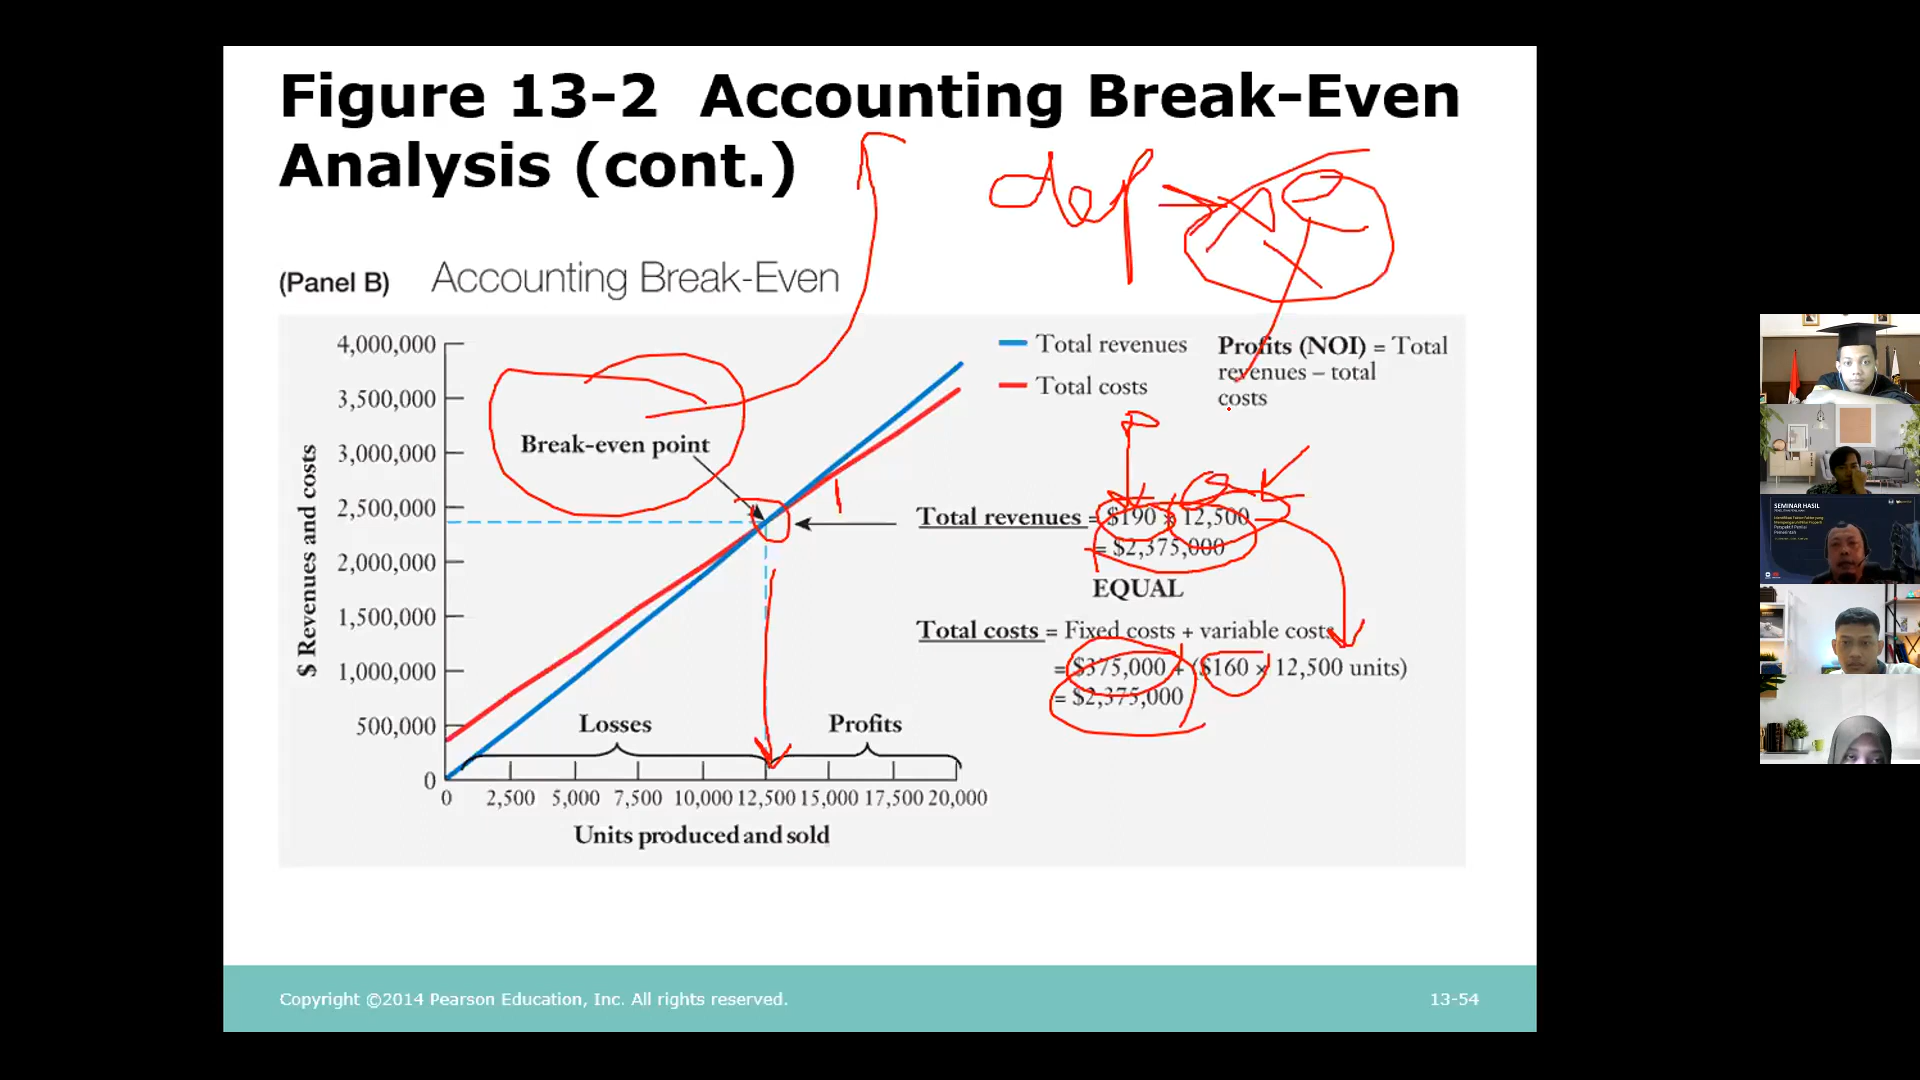 Figure 13-2 Accounting Break-Even
Analysis (cont.)
dep
(Panel B) Accounting Break-Even
4,000,000
3,500,000
3,000,000
2,500,000
2,000,000
1,500,000
1,000,000
500,000
0
$ Revenues and costs
Total revenues
Total costs
Profits (NOI) = Total
revenues – total
costs
Break-even point
P
Q
Total revenues = $190 × 12,500
= $2,375,000
EQUAL
Total costs = Fixed costs + variable costs
= $375,000 + ($160 × 12,500 units)
= $2,375,000
Losses
Profits
0 2,500 5,000 7,500 10,000 12,500 15,000 17,500 20,000
Units produced and sold
Copyright ©2014 Pearson Education, Inc. All rights reserved.
13-54
SEMINAR HASIL